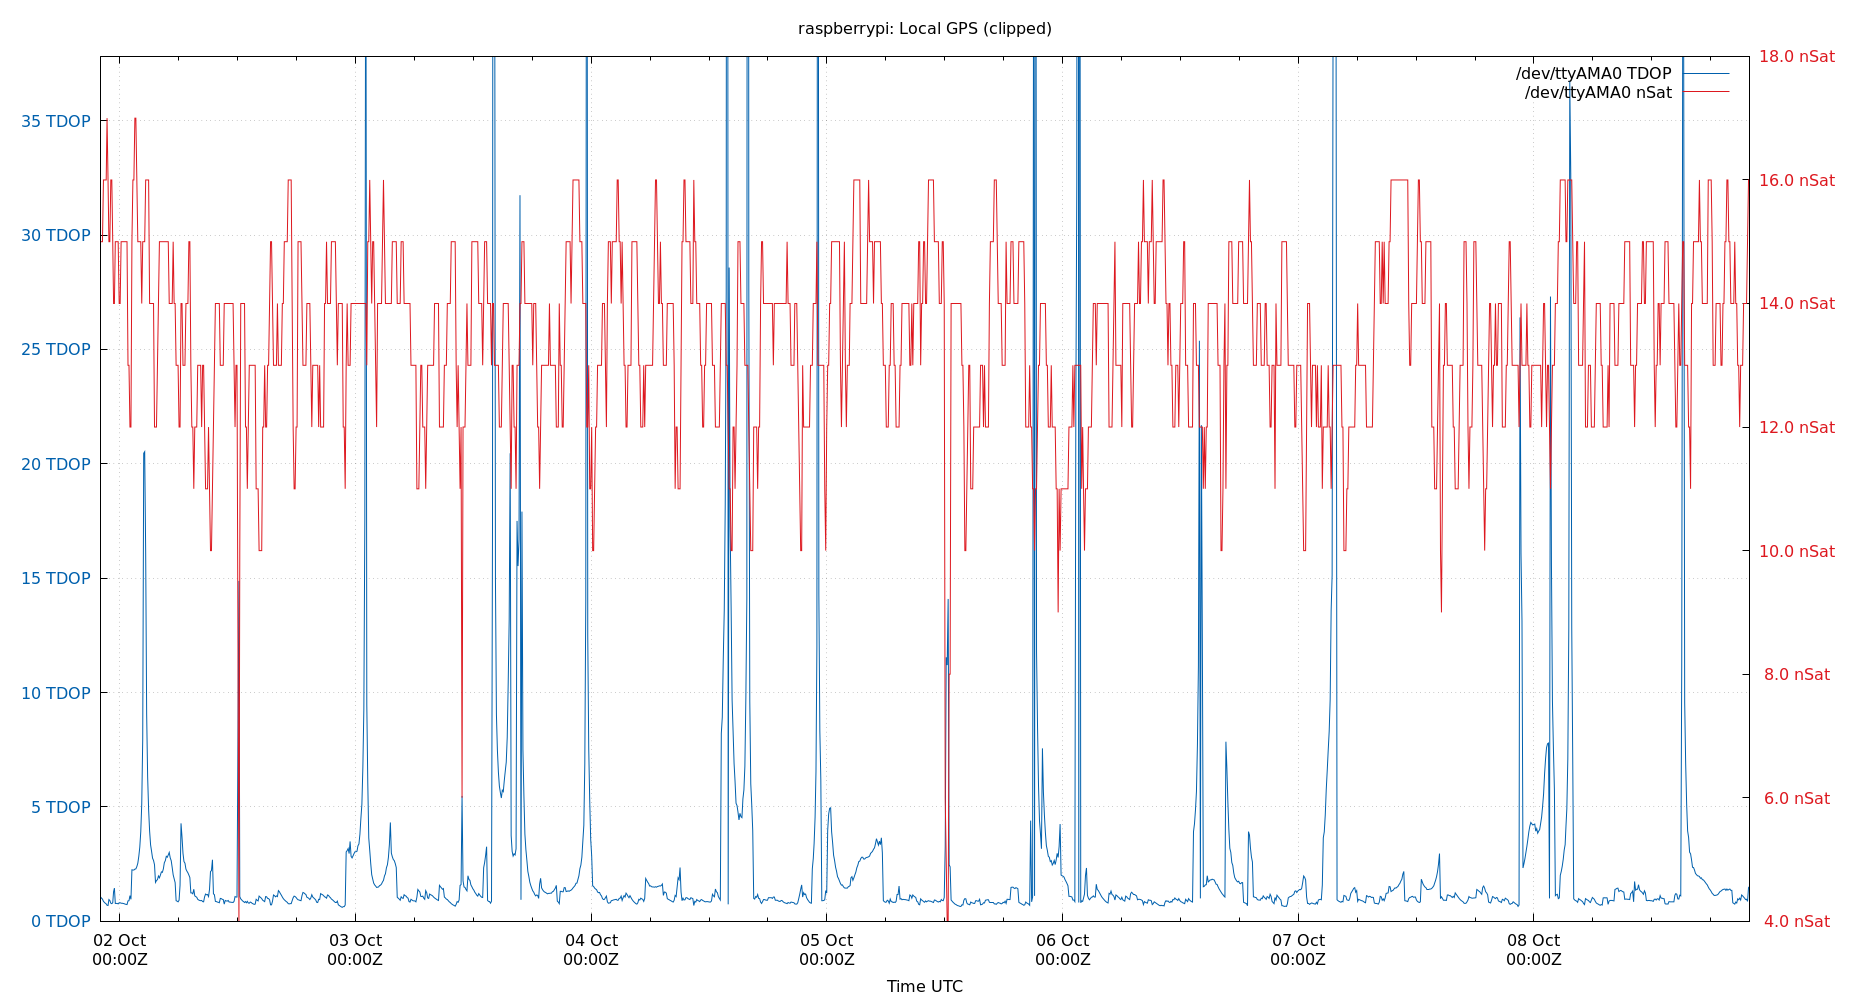 raspberrypi: Local GPS (clipped)
/dev/ttyAMA0 TDOP
/dev/ttyAMA0 nSat
35 TDOP
30 TDOP
25 TDOP
20 TDOP
15 TDOP
10 TDOP
5 TDOP
0 TDOP
18.0 nSat
16.0 nSat
14.0 nSat
12.0 nSat
10.0 nSat
8.0 nSat
6.0 nSat
4.0 nSat
02 Oct 03 Oct 04 Oct 05 Oct 06 Oct 07 Oct 08 Oct
00:00Z 00:00Z 00:00Z 00:00Z 00:00Z 00:00Z 00:00Z
Time UTC